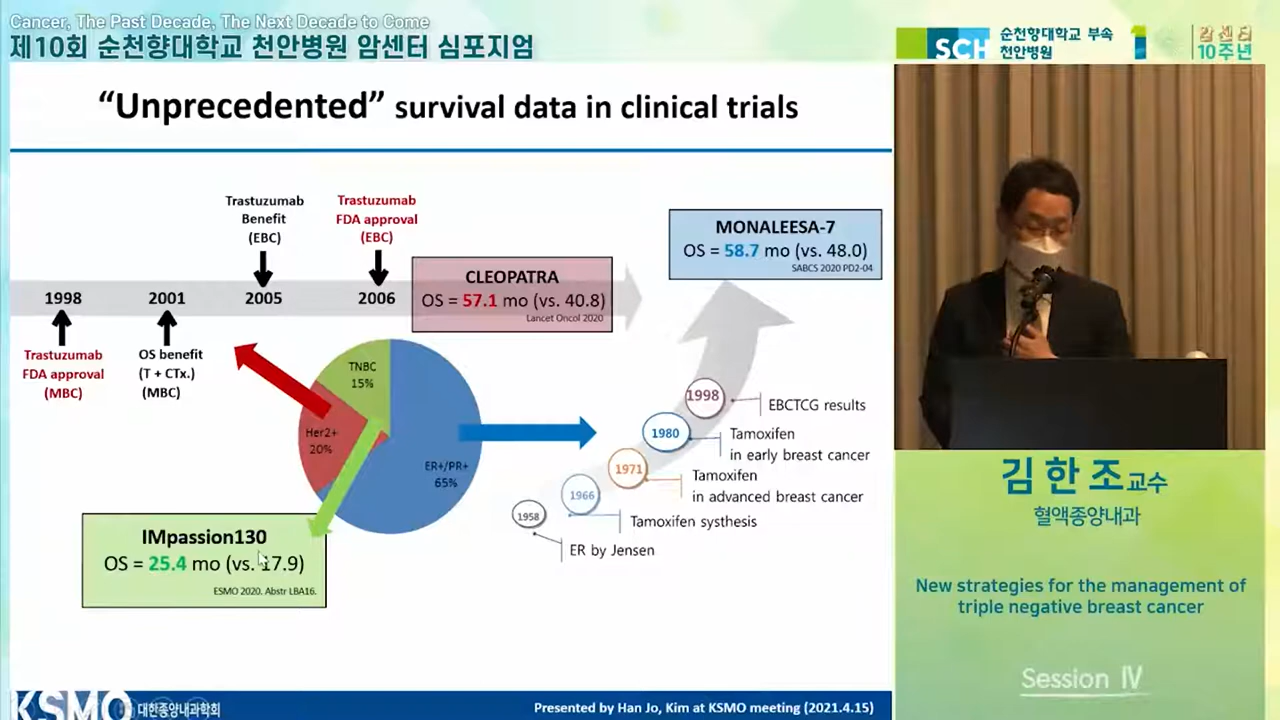 Cancer, The Past Decade, The Next Decade to Come
제10회 순천향대학교 천안병원 암센터 심포지엄
SCH
순천향대학교 부속
천안병원
1
암센터
10주년
“Unprecedented” survival data in clinical trials
Trastuzumab
Benefit
(EBC)
Trastuzumab
FDA approval
(EBC)
1998
2001
2005
2006
Trastuzumab
FDA approval
(MBC)
OS benefit
(T + CTx.)
(MBC)
CLEOPATRA
OS = 57.1 mo (vs. 40.8)
Lancet Oncol 2020
MONALEESA-7
OS = 58.7 mo (vs. 48.0)
SABCS 2020 PD2-04
TNBC
15%
Her2+
20%
ER+/PR+
65%
IMpassion130
OS = 25.4 mo (vs. 17.9)
ESMO 2020. Abstr LBA16.
1998
EBCTCG results
1980
Tamoxifen
in early breast cancer
1971
Tamoxifen
in advanced breast cancer
1966
Tamoxifen systhesis
1958
ER by Jensen
KSMO 대한종양내과학회
Presented by Han Jo, Kim at KSMO meeting (2021.4.15)
김한조교수
혈액종양내과
New strategies for the management of
triple negative breast cancer
Session Ⅳ